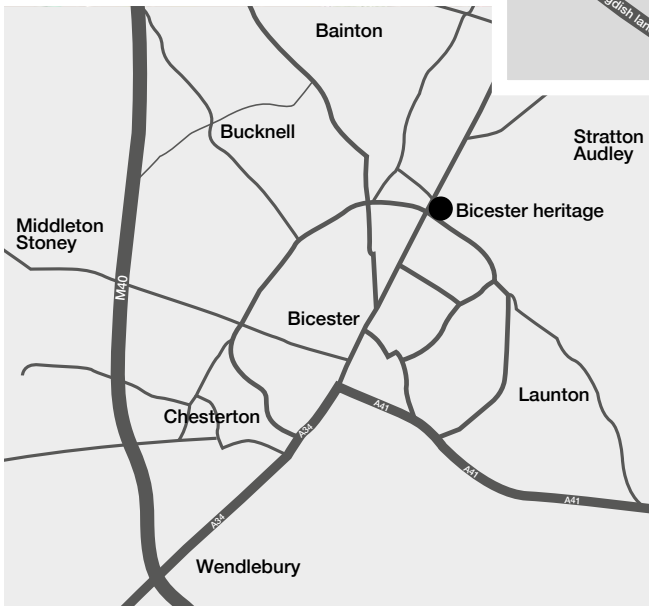 Bainton
Bucknell
Stratton
Audley
Bicester heritage
Middleton
Stoney
M40
Bicester
Launton
A41
Chesterton
A34
A41
A41
A34
Wendlebury